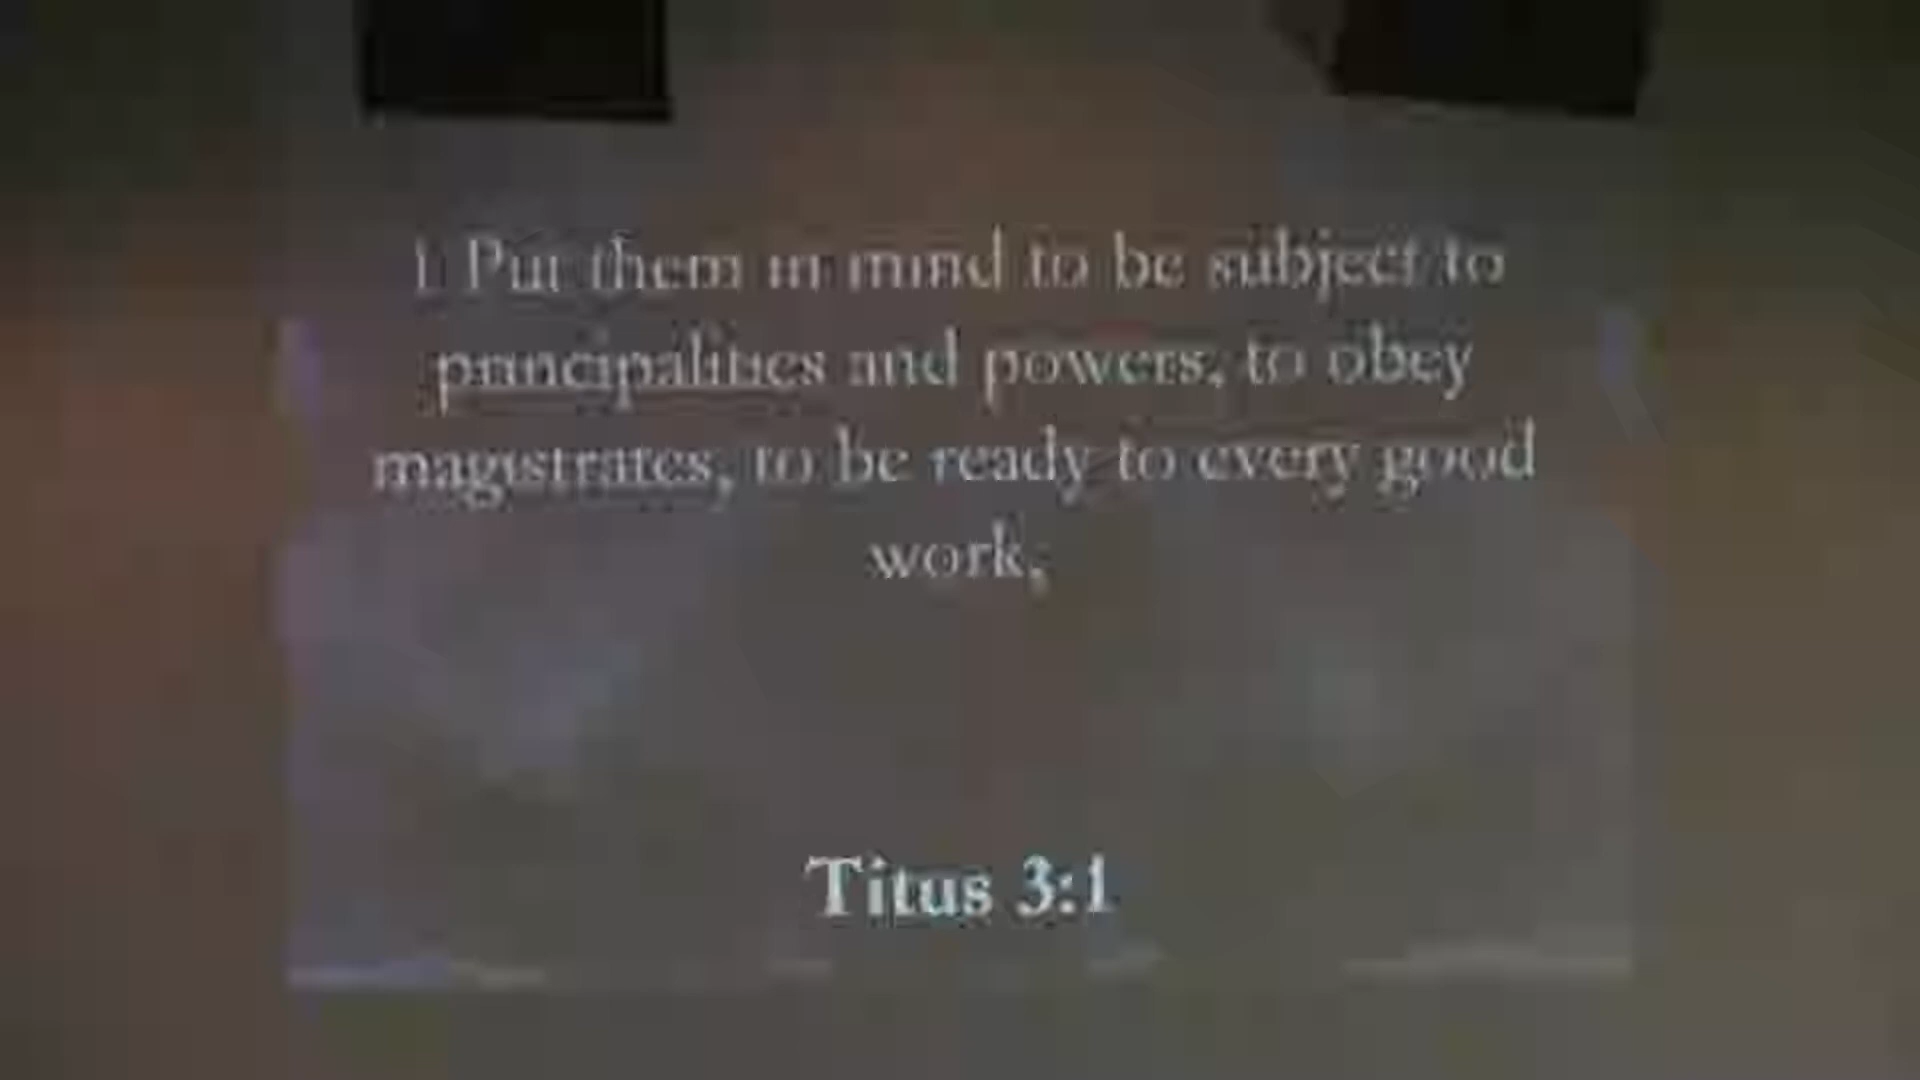 1 Put them in mind to be subject to
principalities and powers, to obey
magistrates, to be ready to every good
work,
Titus 3:1